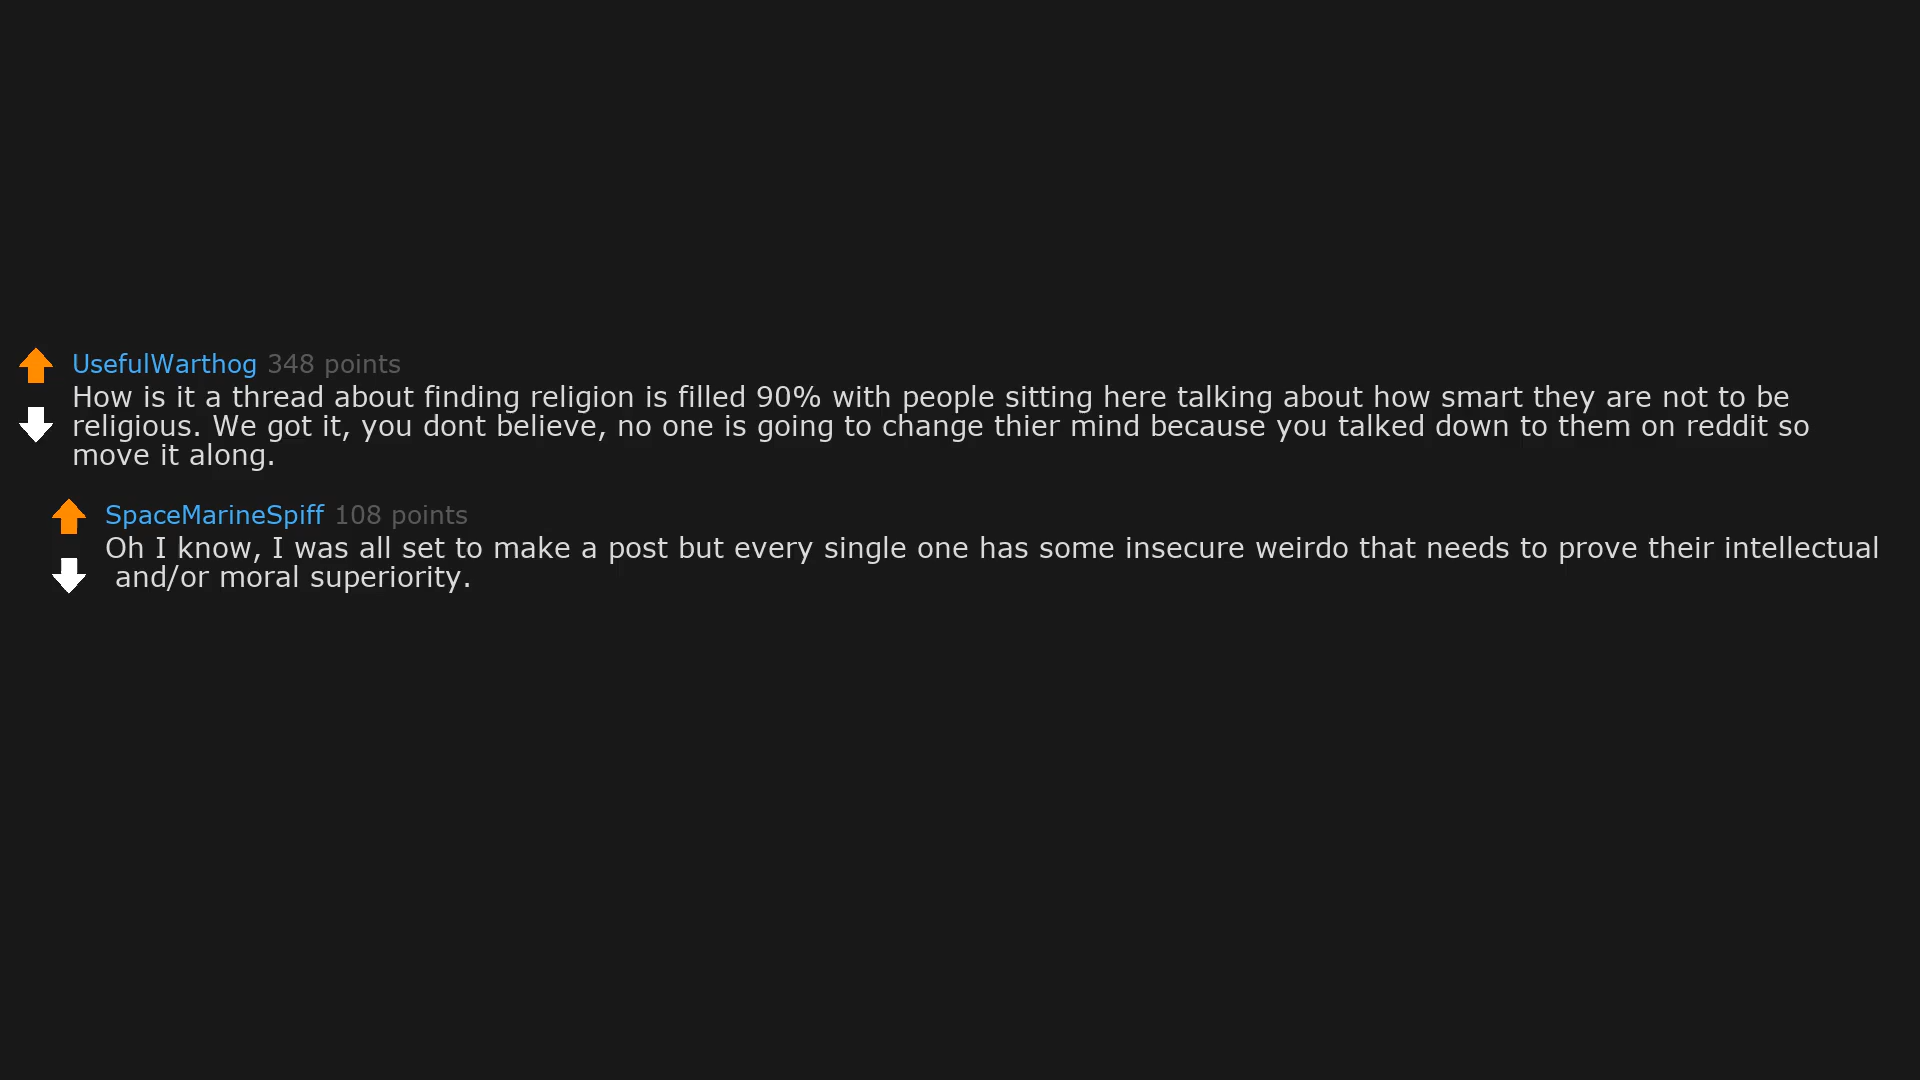 UsefulWarthog 348 points
How is it a thread about finding religion is filled 90% with people sitting here talking about how smart they are not to be
religious. We got it, you dont believe, no one is going to change thier mind because you talked down to them on reddit so
move it along.
SpaceMarineSpiff 108 points
Oh I know, I was all set to make a post but every single one has some insecure weirdo that needs to prove their intellectual
and/or moral superiority.